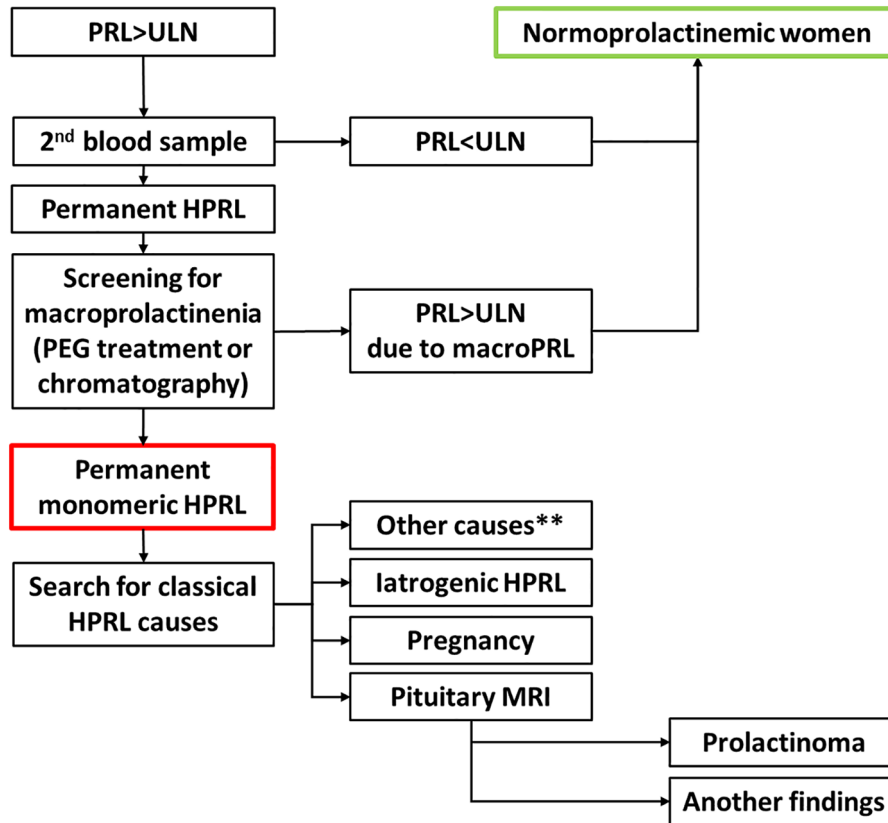 PRL>ULN
Normoprolactinemic women
2nd blood sample
PRL<ULN
Permanent HPRL
Screening for
macroprolactinenia
(PEG treatment or
chromatography)
PRL>ULN
due to macroPRL
Permanent
monomeric HPRL
Search for classical
HPRL causes
Other causes**
Iatrogenic HPRL
Pregnancy
Pituitary MRI
Prolactinoma
Another findings